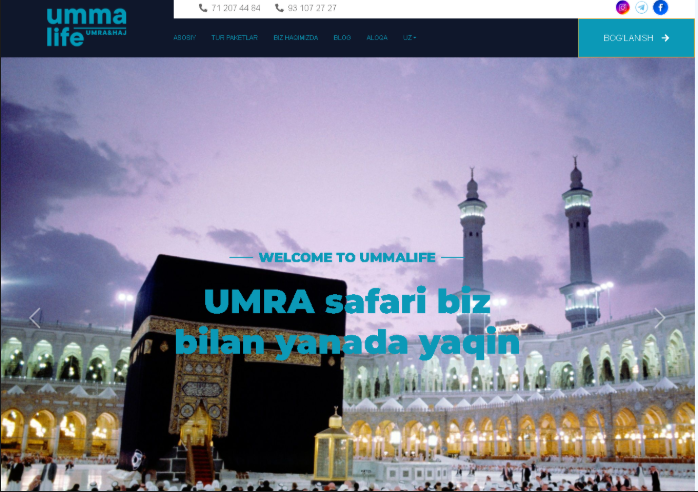 umma
life UMRA&HAJ
71 207 44 64 93 107 27 27
ASOSIY TUR PAKETLAR BIZ HAQIMIZDA BLOG ALOQA UZ
BOG'LANISH
WELCOME TO UMMALIFE
UMRA safari biz
bilan yanada yaqin